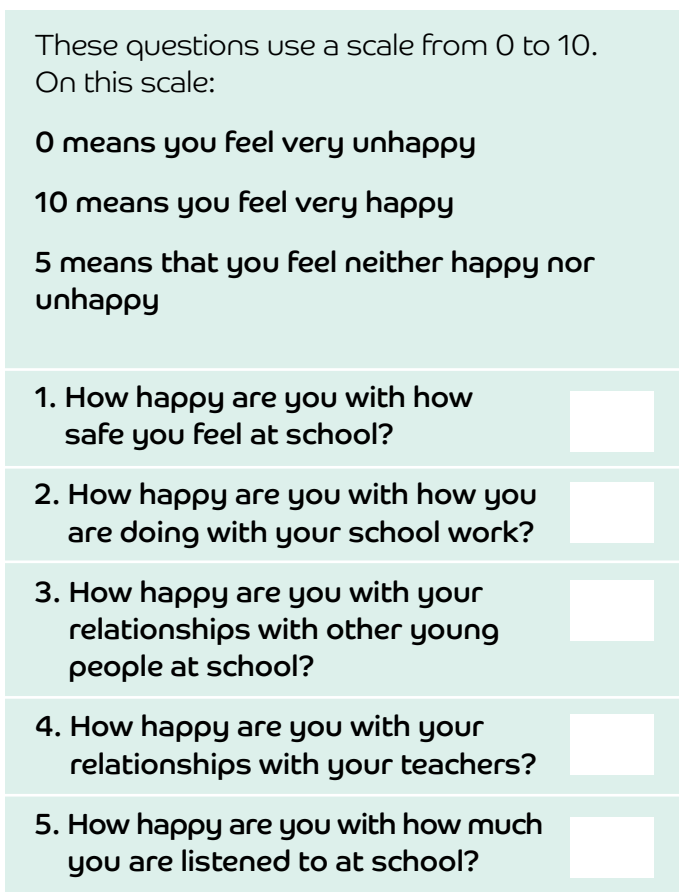 These questions use a scale from 0 to 10.
On this scale:
0 means you feel very unhappy
10 means you feel very happy
5 means that you feel neither happy nor
unhappy
1. How happy are you with how
safe you feel at school?
2. How happy are you with how you
are doing with your school work?
3. How happy are you with your
relationships with other young
people at school?
4. How happy are you with your
relationships with your teachers?
5. How happy are you with how much
you are listened to at school?